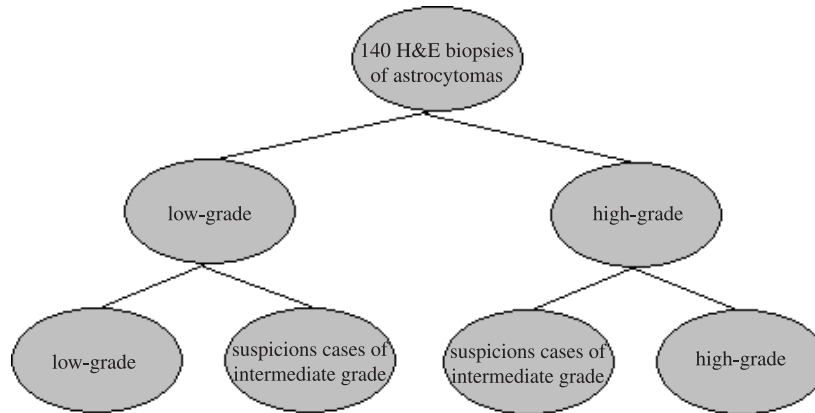 140 H&E biopsies
of astrocytomas
low-grade
high-grade
low-grade
suspicions cases of
intermediate grade
suspicions cases of
intermediate grade
high-grade